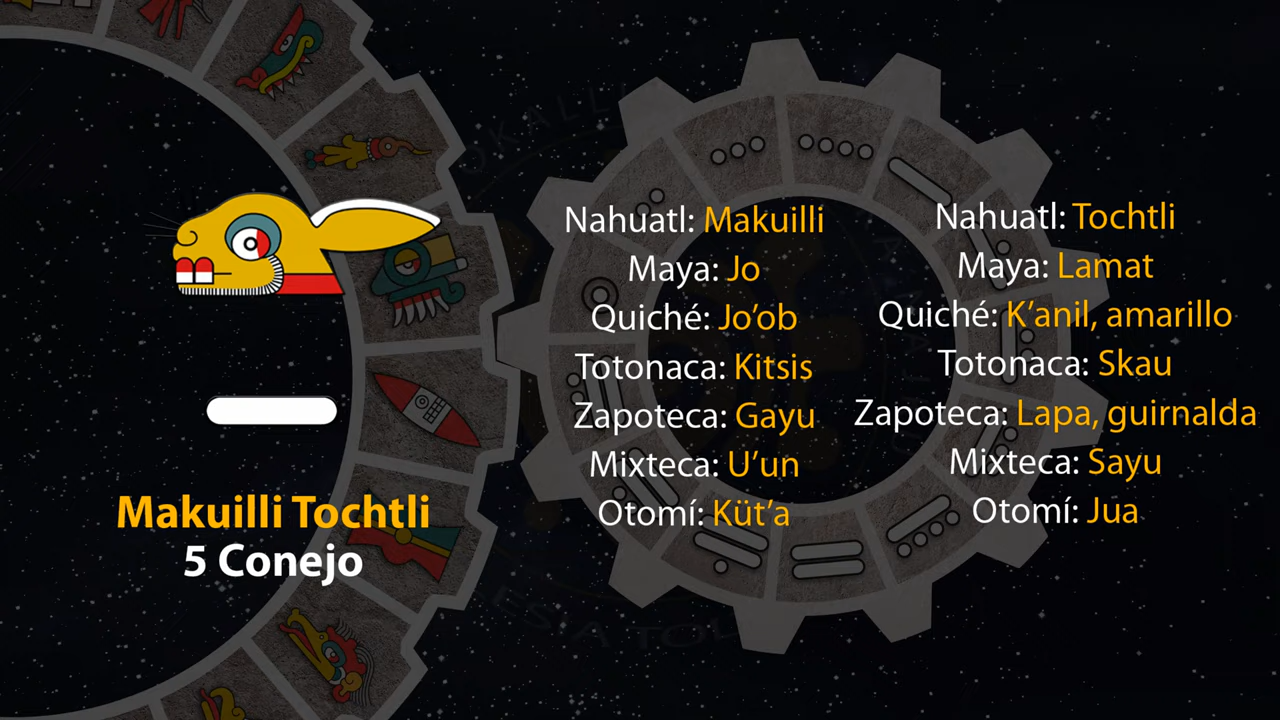 Nahuatl: Makuilli
Maya: Jo
Quiché: Jo’ob
Totonaca: Kitsis
Zapoteca: Gayu
Mixteca: U’un
Otomí: Küt’a
Nahuatl: Tochtli
Maya: Lamat
Quiché: K’anil, amarillo
Totonaca: Skau
Zapoteca: Lapa, guirnalda
Mixteca: Sayu
Otomí: Jua
Makuilli Tochtli
5 Conejo